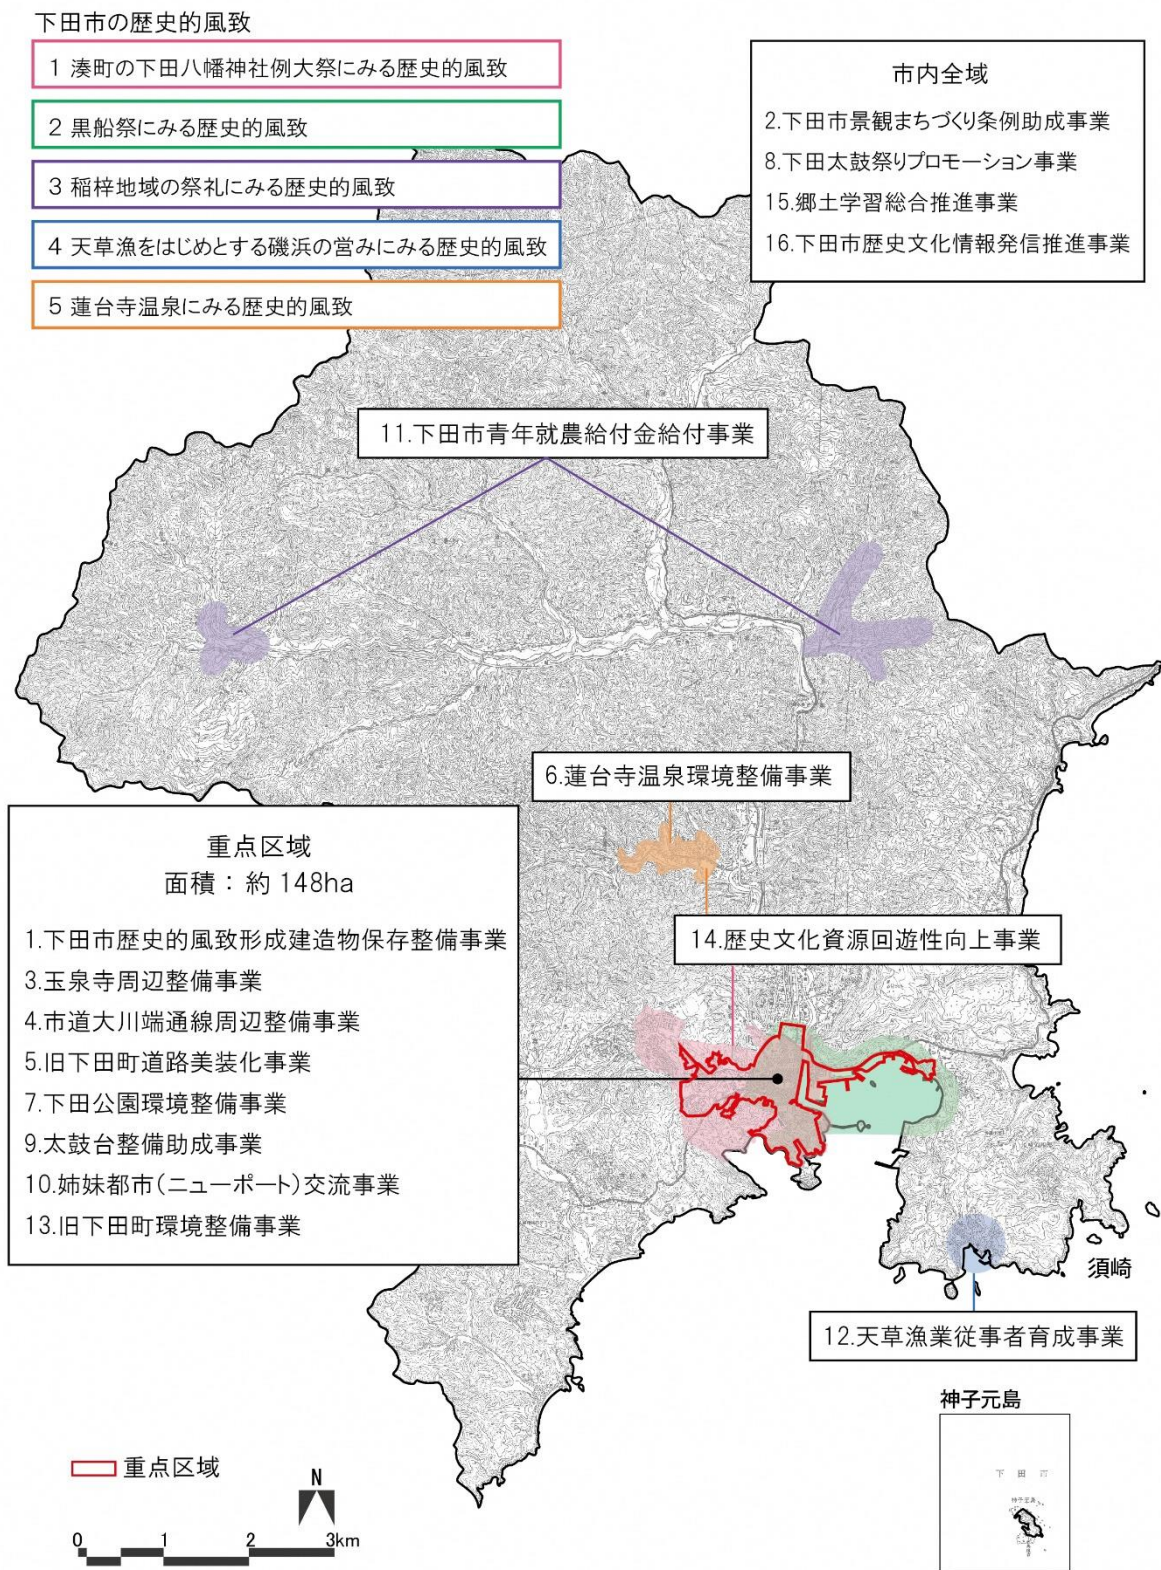 下田市の歴史的風致
1 湊町の下田八幡神社例大祭にみる歴史的風致
2 黒船祭にみる歴史的風致
3 稲梓地域の祭礼にみる歴史的風致
4 天草漁をはじめとする磯浜の営みにみる歴史的風致
5 蓮台寺温泉にみる歴史的風致
市内全域
2.下田市景観まちづくり条例助成事業
8.下田太鼓祭りプロモーション事業
15.郷土学習総合推進事業
16.下田市歴史文化情報発信推進事業
11.下田市青年就農給付金給付事業
6.蓮台寺温泉環境整備事業
重点区域
面積：約148ha
1.下田市歴史的風致形成建造物保存整備事業
3.玉泉寺周辺整備事業
4.市道大川端通線周辺整備事業
5.旧下田町道路美装化事業
7.下田公園環境整備事業
9.太鼓台整備助成事業
10.姉妹都市(ニューポート)交流事業
13.旧下田町環境整備事業
14.歴史文化資源回遊性向上事業
須崎
12.天草漁業従事者育成事業
神子元島
下田市
神子元島
重点区域
N
0 1 2 3km